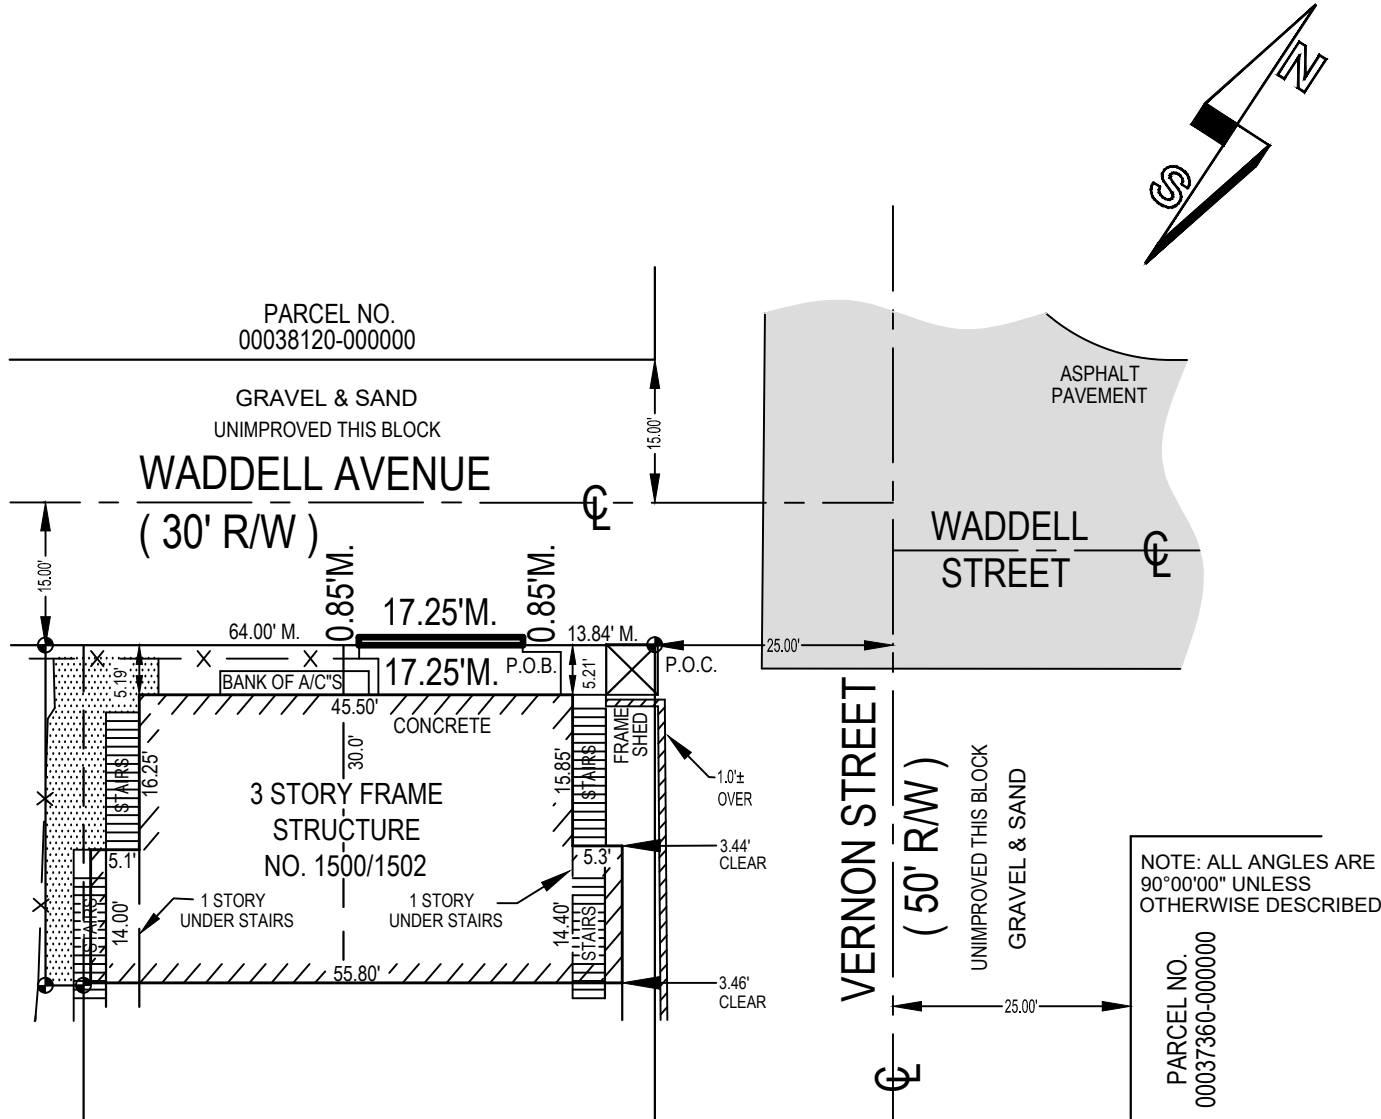 N
S
PARCEL NO.
00038120-000000
GRAVEL & SAND
UNIMPROVED THIS BLOCK
WADDELL AVENUE
( 30' R/W )
15.00'
15.00'
ASPHALT
PAVEMENT
WADDELL
STREET
0.85'M.
17.25'M.
0.85'M.
64.00' M.
13.84' M.
25.00'
17.25'M.
P.O.B.
P.O.C.
5.19'
5.21'
BANK OF A/C"S
45.50'
CONCRETE
FRAME
SHED
STAIRS
16.25'
30.0'
15.85'
STAIRS
1.0'±
OVER
3 STORY FRAME
STRUCTURE
NO. 1500/1502
3.44'
CLEAR
5.1'
5.3'
1 STORY
UNDER STAIRS
1 STORY
UNDER STAIRS
STAIRS
14.00'
14.40'
STAIRS
55.80'
3.46'
CLEAR
VERNON STREET
( 50' R/W )
UNIMPROVED THIS BLOCK
GRAVEL & SAND
25.00'
NOTE: ALL ANGLES ARE
90°00'00" UNLESS
OTHERWISE DESCRIBED
PARCEL NO.
00037360-000000